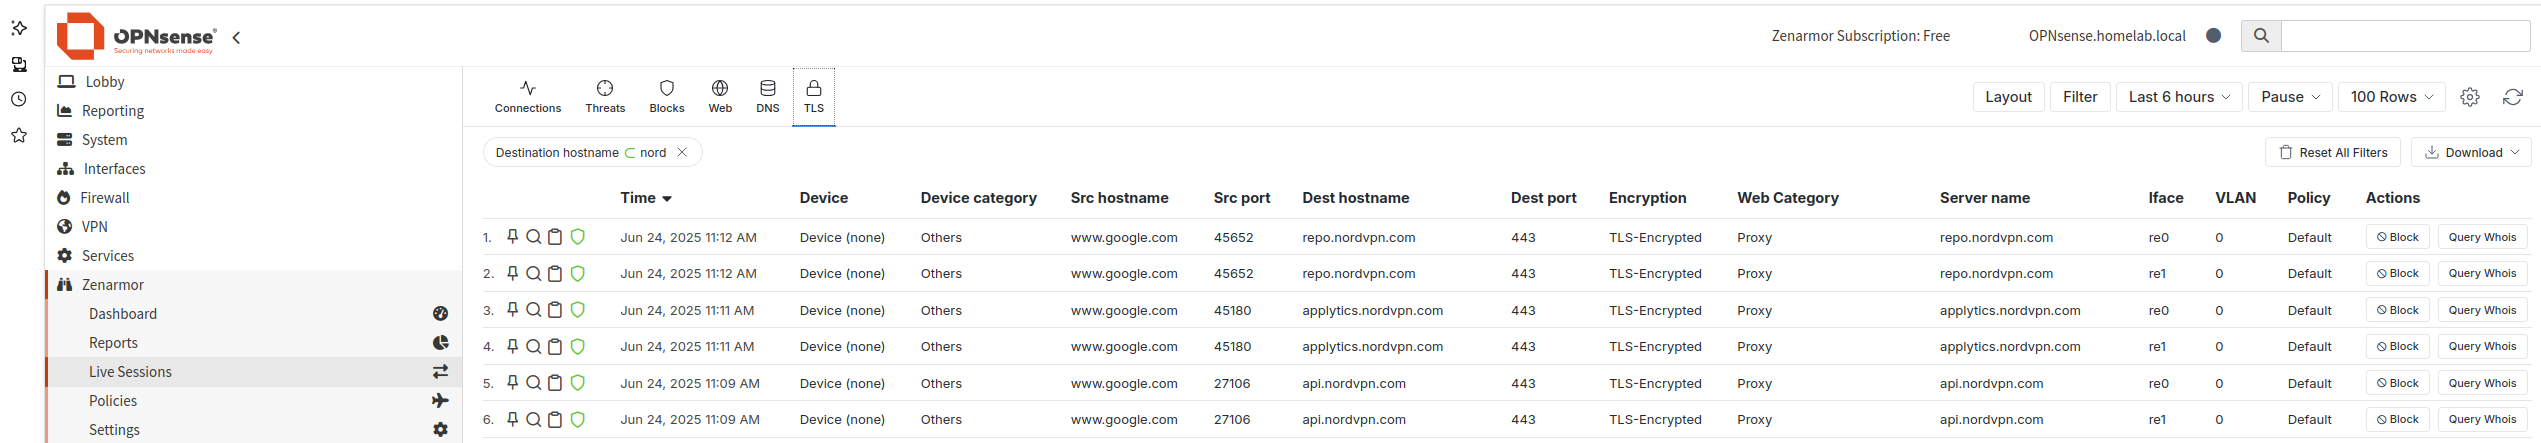 OPNsense®
Securing networks made easy
Zenarmor Subscription: Free
OPNsense.homelab.local
Lobby
Reporting
System
Interfaces
Firewall
VPN
Services
Zenarmor
Dashboard
Reports
Live Sessions
Policies
Settings
Connections Threats Blocks Web DNS TLS
Layout Filter Last 6 hours Pause 100 Rows
Destination hostname ⊂ nord
Reset All Filters Download
Time Device Device category Src hostname Src port Dest hostname Dest port Encryption Web Category Server name Iface VLAN Policy Actions
1. Jun 24, 2025 11:12 AM Device (none) Others www.google.com 45652 repo.nordvpn.com 443 TLS-Encrypted Proxy repo.nordvpn.com re0 0 Default Block Query Whois
2. Jun 24, 2025 11:12 AM Device (none) Others www.google.com 45652 repo.nordvpn.com 443 TLS-Encrypted Proxy repo.nordvpn.com re1 0 Default Block Query Whois
3. Jun 24, 2025 11:11 AM Device (none) Others www.google.com 45180 applytics.nordvpn.com 443 TLS-Encrypted Proxy applytics.nordvpn.com re0 0 Default Block Query Whois
4. Jun 24, 2025 11:11 AM Device (none) Others www.google.com 45180 applytics.nordvpn.com 443 TLS-Encrypted Proxy applytics.nordvpn.com re1 0 Default Block Query Whois
5. Jun 24, 2025 11:09 AM Device (none) Others www.google.com 27106 api.nordvpn.com 443 TLS-Encrypted Proxy api.nordvpn.com re0 0 Default Block Query Whois
6. Jun 24, 2025 11:09 AM Device (none) Others www.google.com 27106 api.nordvpn.com 443 TLS-Encrypted Proxy api.nordvpn.com re1 0 Default Block Query Whois